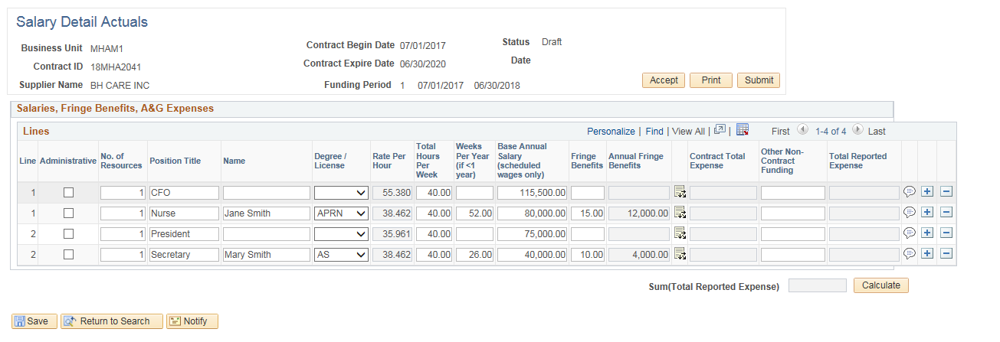 Salary Detail Actuals
Business Unit MHAM1 Contract Begin Date 07/01/2017 Status Draft
Contract ID 18MHA2041 Contract Expire Date 06/30/2020 Date
Supplier Name BH CARE INC Funding Period 1 07/01/2017 06/30/2018 Accept Print Submit
Salaries, Fringe Benefits, A&G Expenses
Lines Personalize | Find | View All | | First 1-4 of 4 Last
Line Administrative No. of Resources Position Title Name Degree / License Rate Per Hour Total Hours Per Week Weeks Per Year (if <1 year) Base Annual Salary (scheduled wages only) Fringe Benefits Annual Fringe Benefits Contract Total Expense Other Non-Contract Funding Total Reported Expense
1 1 CFO 55.380 40.00 115,500.00
1 1 Nurse Jane Smith APRN 38.462 40.00 52.00 80,000.00 15.00 12,000.00
2 1 President 35.961 40.00 75,000.00
2 1 Secretary Mary Smith AS 38.462 40.00 26.00 40,000.00 10.00 4,000.00
Sum(Total Reported Expense) Calculate
Save Return to Search Notify